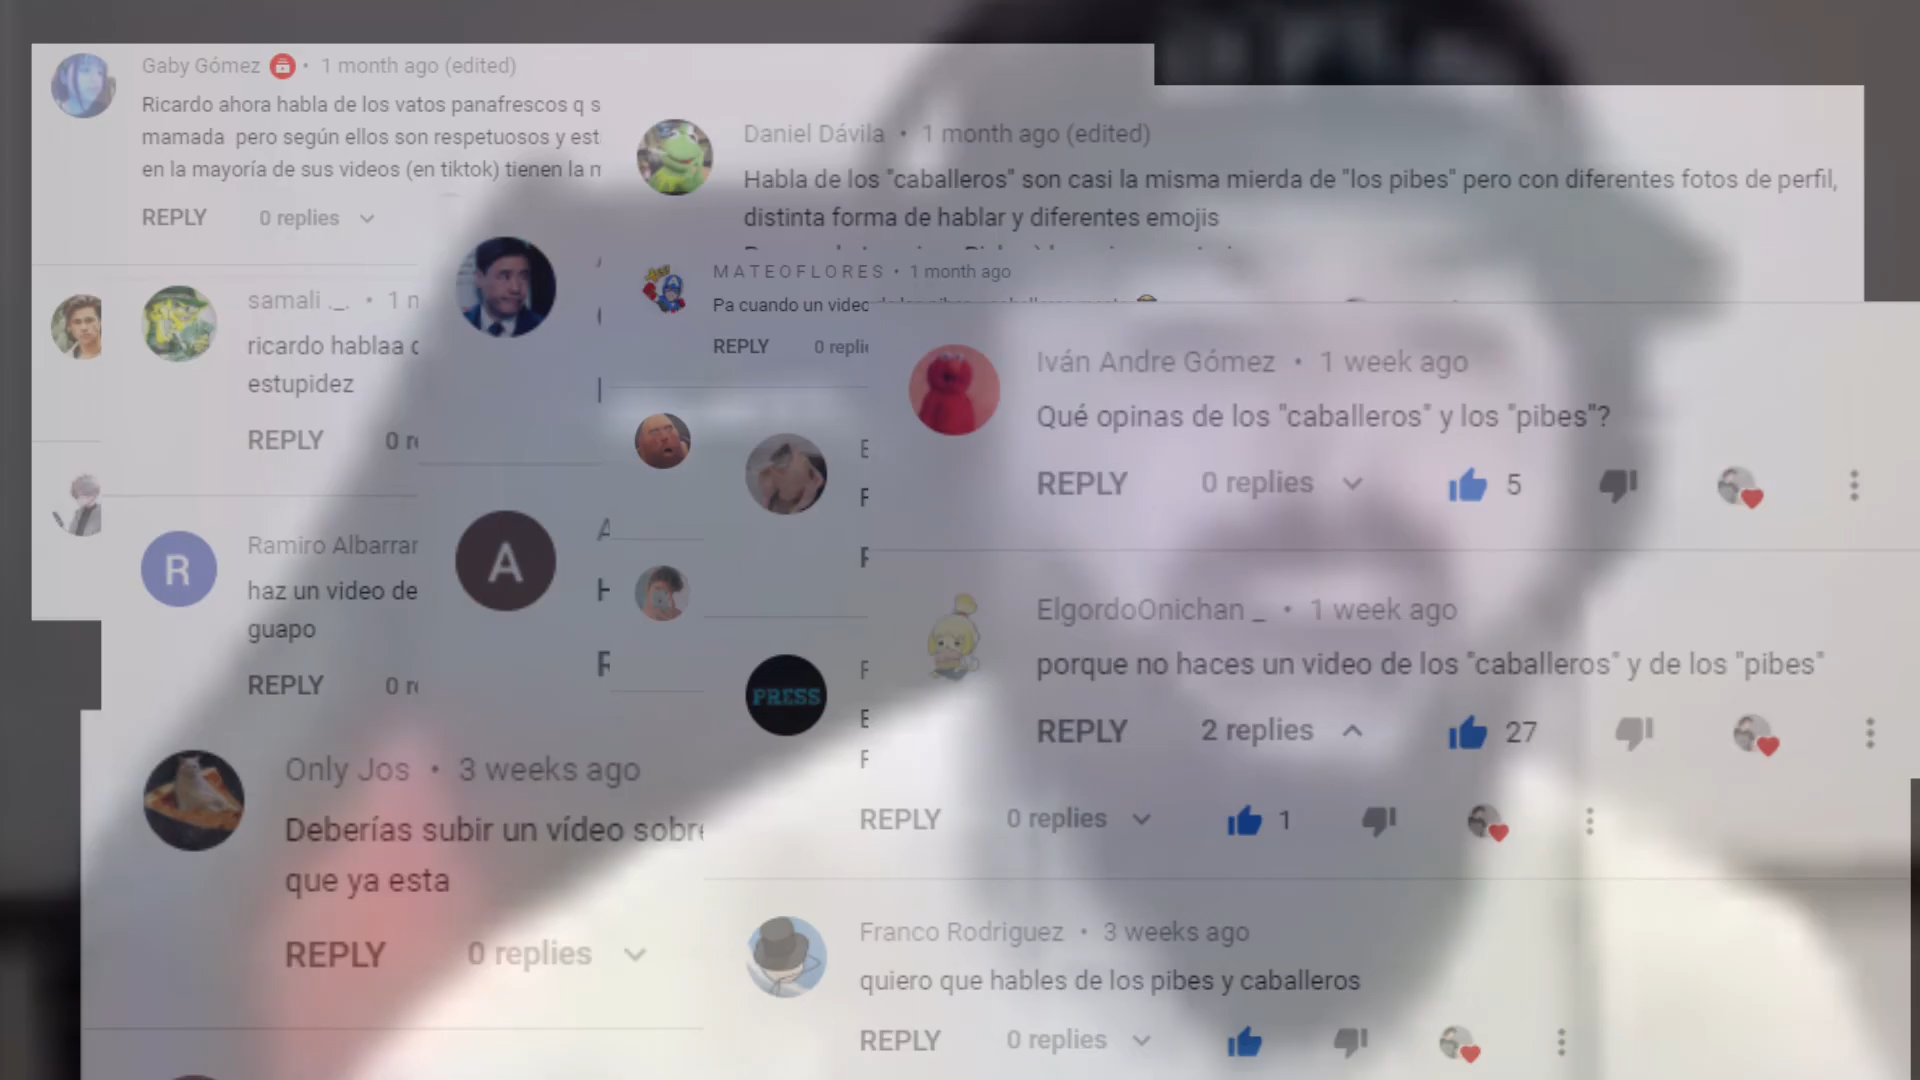 Gaby Gómez • 1 month ago (edited)
Ricardo ahora habla de los vatos panafrescos q s
mamada pero según ellos son respetuosos y est
en la mayoría de sus videos (en tiktok) tienen la
REPLY 0 replies
samali ._. • 1
ricardo hablaa
estupidez
REPLY 0
R
Ramiro Albarrar
haz un video de
guapo
REPLY 0
Only Jos • 3 weeks ago
Deberías subir un vídeo sobre
que ya esta
REPLY 0 replies
A
Daniel Dávila • 1 month ago (edited)
Habla de los "caballeros" son casi la misma mierda de "los pibes" pero con diferentes fotos de perfil,
distinta forma de hablar y diferentes emojis
MATEOFLORES • 1 month ago
Pa cuando un video
REPLY 0 replie
PRESS
Iván Andre Gómez • 1 week ago
Qué opinas de los "caballeros" y los "pibes"?
REPLY 0 replies 5
ElgordoOnichan _ • 1 week ago
porque no haces un video de los "caballeros" y de los "pibes"
REPLY 2 replies 27
REPLY 0 replies 1
Franco Rodriguez • 3 weeks ago
quiero que hables de los pibes y caballeros
REPLY 0 replies